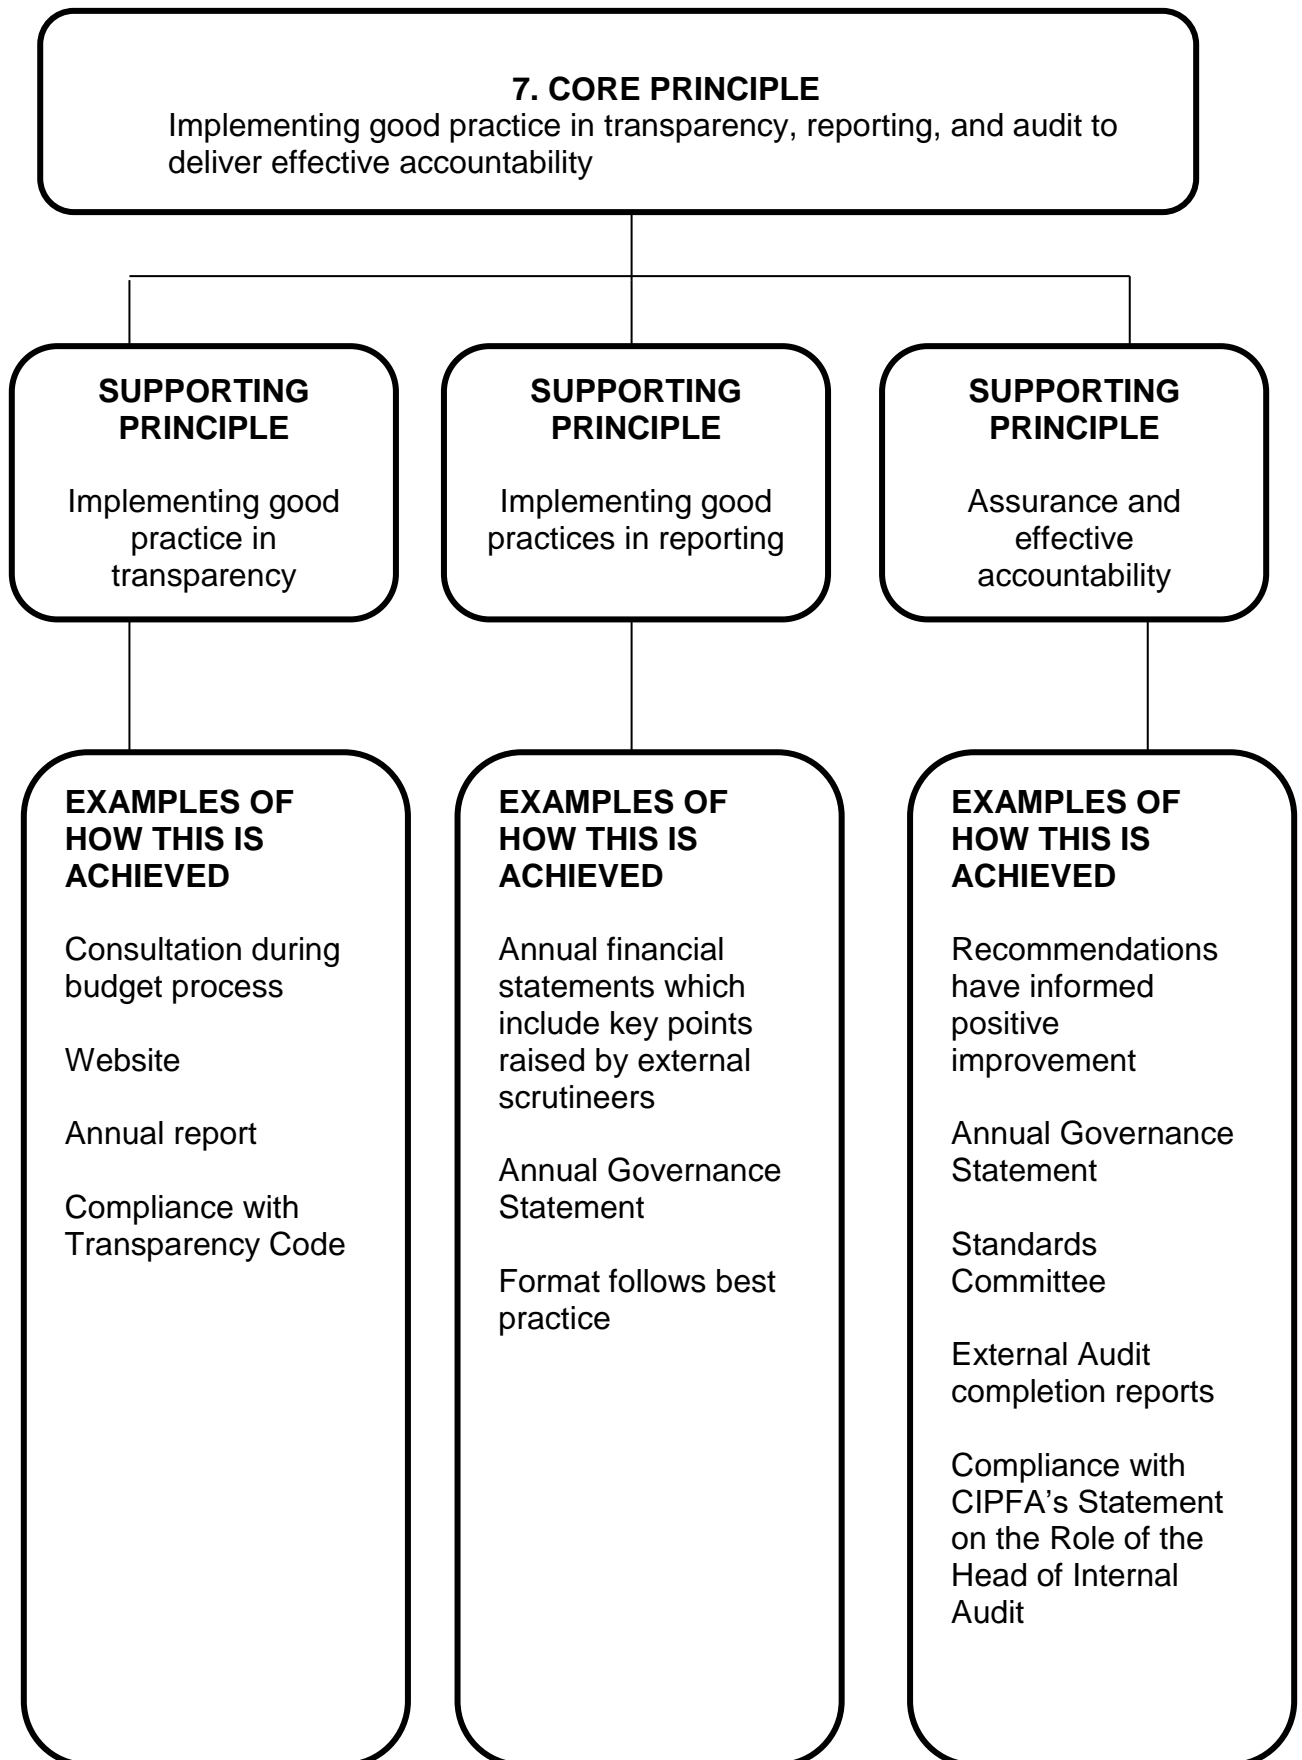 7. CORE PRINCIPLE
Implementing good practice in transparency, reporting, and audit to
deliver effective accountability
SUPPORTING
PRINCIPLE
Implementing good
practice in
transparency
SUPPORTING
PRINCIPLE
Implementing good
practices in reporting
SUPPORTING
PRINCIPLE
Assurance and
effective
accountability
EXAMPLES OF
HOW THIS IS
ACHIEVED
Consultation during
budget process
Website
Annual report
Compliance with
Transparency Code
EXAMPLES OF
HOW THIS IS
ACHIEVED
Annual financial
statements which
include key points
raised by external
scrutineers
Annual Governance
Statement
Format follows best
practice
EXAMPLES OF
HOW THIS IS
ACHIEVED
Recommendations
have informed
positive
improvement
Annual Governance
Statement
Standards
Committee
External Audit
completion reports
Compliance with
CIPFA’s Statement
on the Role of the
Head of Internal
Audit